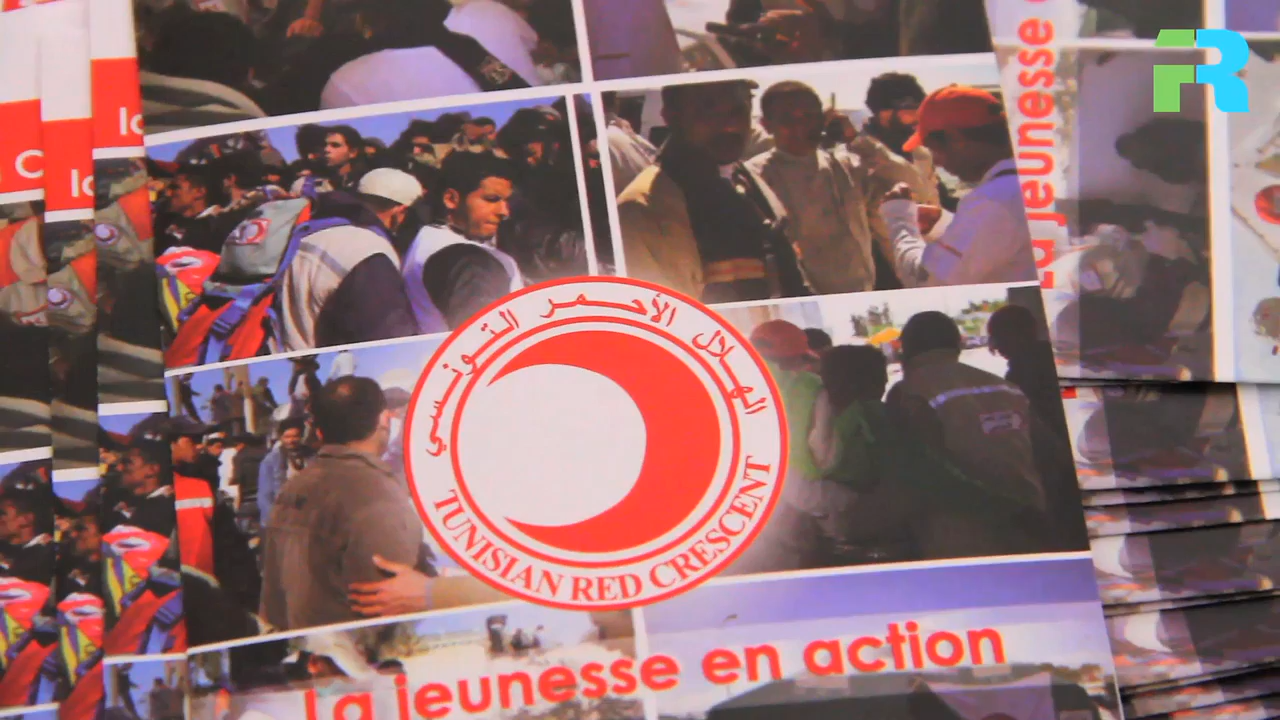 FR
La jeunesse
الهلال الأحمر التونسي
TUNISIAN RED CRESCENT
La jeunesse en action